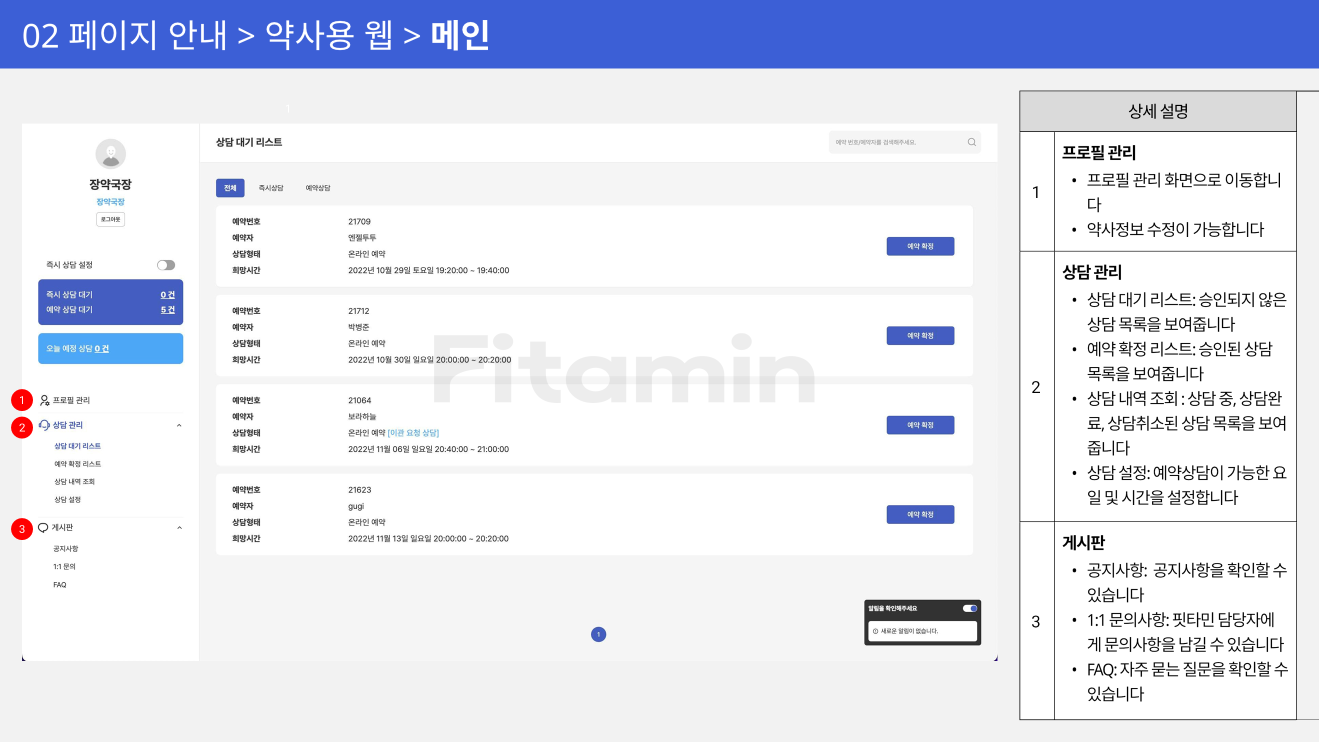 02 페이지 안내 > 약사용 웹 > 메인
1
장약국장
장약국장
로그아웃
즉시 상담 설정
즉시 상담 대기 0 건
예약 상담 대기 5 건
오늘 예정 상담 0 건
1 프로필 관리
2 상담 관리
상담 대기 리스트
예약 확정 리스트
상담 내역 조회
상담 설정
3 게시판
공지사항
1:1 문의
FAQ
상담 대기 리스트
예약 번호/예약자를 검색해주세요.
전체 즉시상담 예약상담
예약번호 21709
예약자 엔젤투투
상담형태 온라인 예약
희망시간 2022년 10월 29일 토요일 19:20:00 ~ 19:40:00
예약 확정
예약번호 21712
예약자 박병준
상담형태 온라인 예약
희망시간 2022년 10월 30일 일요일 20:00:00 ~ 20:20:00
예약 확정
Fitamin
예약번호 21064
예약자 보라하늘
상담형태 온라인 예약 [이관 요청 상담]
희망시간 2022년 11월 06일 일요일 20:40:00 ~ 21:00:00
예약 확정
예약번호 21623
예약자 gugi
상담형태 온라인 예약
희망시간 2022년 11월 13일 일요일 20:00:00 ~ 20:20:00
예약 확정
1
알림을 확인해주세요
새로운 알림이 없습니다.
상세 설명
1
프로필 관리
• 프로필 관리 화면으로 이동합니
다
• 약사정보 수정이 가능합니다
2
상담 관리
• 상담 대기 리스트: 승인되지 않은
상담 목록을 보여줍니다
• 예약 확정 리스트: 승인된 상담
목록을 보여줍니다
• 상담 내역 조회 : 상담 중, 상담완
료, 상담취소된 상담 목록을 보여
줍니다
• 상담 설정: 예약상담이 가능한 요
일 및 시간을 설정합니다
3
게시판
• 공지사항: 공지사항을 확인할 수
있습니다
• 1:1 문의사항: 핏타민 담당자에
게 문의사항을 남길 수 있습니다
• FAQ: 자주 묻는 질문을 확인할 수
있습니다